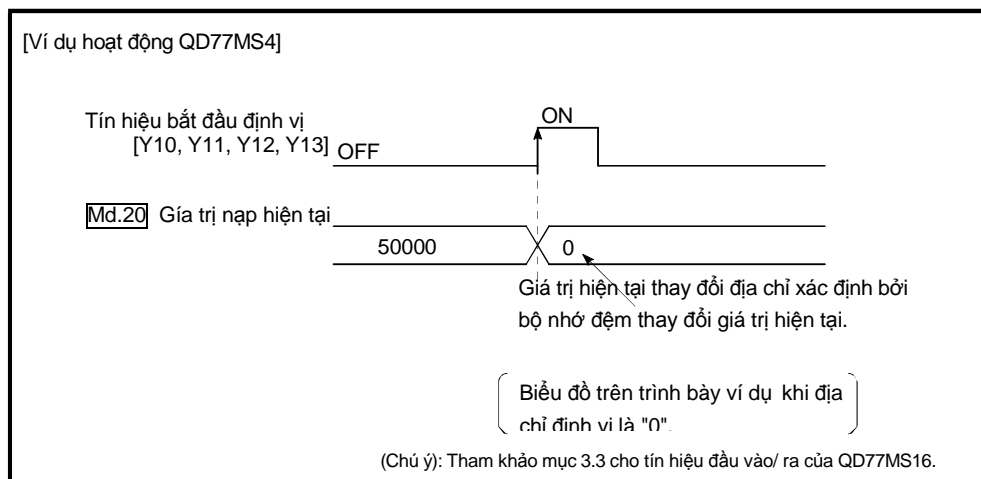 [Ví dụ hoạt động QD77MS4]
ON
Tín hiệu bắt đầu định vị
[Y10, Y11, Y12, Y13]
OFF
Md.20 Gía trị nạp hiện tại
50000
0
Giá trị hiện tại thay đổi địa chỉ xác định bởi
bộ nhớ đệm thay đổi giá trị hiện tại.
Biểu đồ trên trình bày ví dụ khi địa
chỉ định vị là "0".
(Chú ý): Tham khảo mục 3.3 cho tín hiệu đầu vào/ ra của QD77MS16.